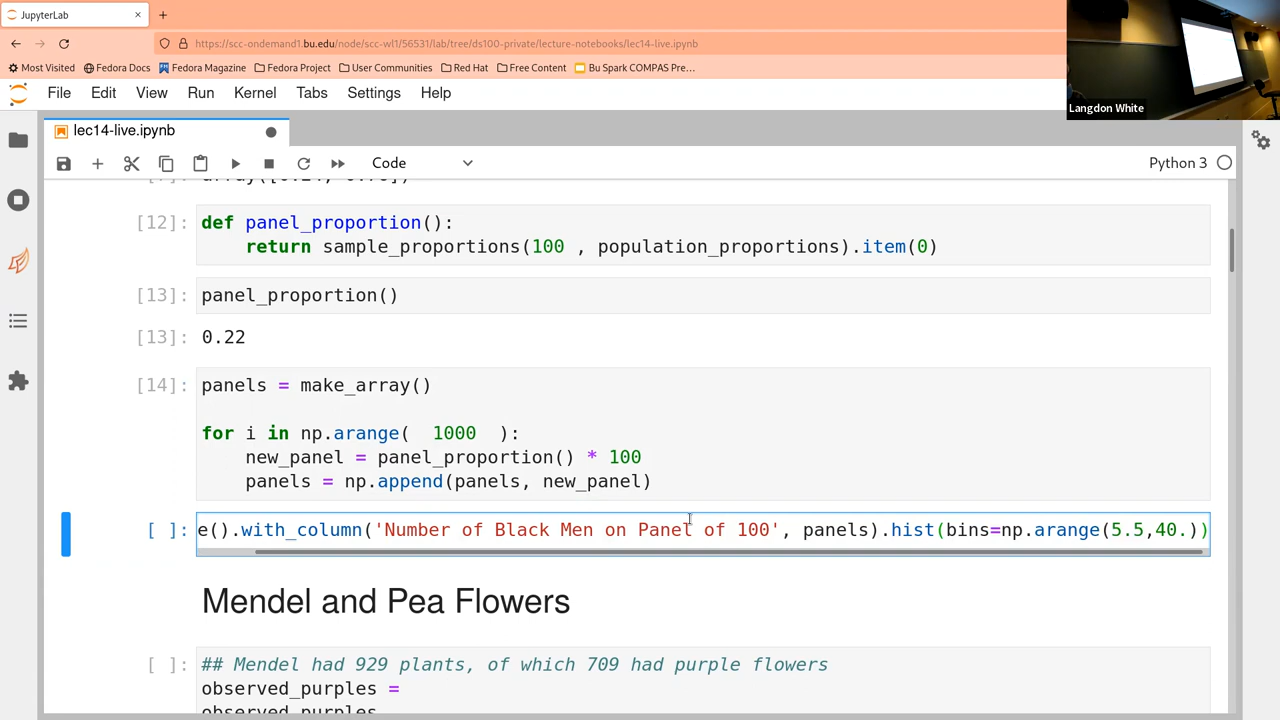 JupyterLab
https://scc-ondemand1.bu.edu/node/scc-wl1/56531/lab/tree/ds100-private/lecture-notebooks/lec14-live.ipynb
Most Visited Fedora Docs Fedora Magazine Fedora Project User Communities Red Hat Free Content Bu Spark COMPAS Pre…
Langdon White
File Edit View Run Kernel Tabs Settings Help
lec14-live.ipynb
Code Python 3
[12]: def panel_proportion():
return sample_proportions(100 , population_proportions).item(0)
[13]: panel_proportion()
[13]: 0.22
[14]: panels = make_array()
for i in np.arange( 1000 ):
new_panel = panel_proportion() * 100
panels = np.append(panels, new_panel)
[ ]: e().with_column('Number of Black Men on Panel of 100', panels).hist(bins=np.arange(5.5,40.))
Mendel and Pea Flowers
[ ]: ## Mendel had 929 plants, of which 709 had purple flowers
observed_purples =
observed_purples